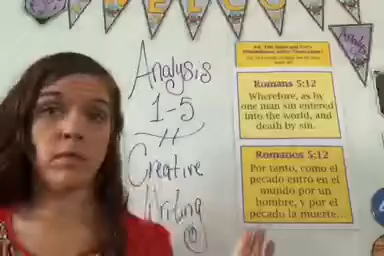 Analysis
1-5
Creative
Writing
Romans 5:12
Wherefore, as by
one man sin entered
into the world, and
death by sin.
Romanos 5:12
Por tanto, como el
pecado entró en el
mundo por un
hombre, y por el
pecado la muerte...